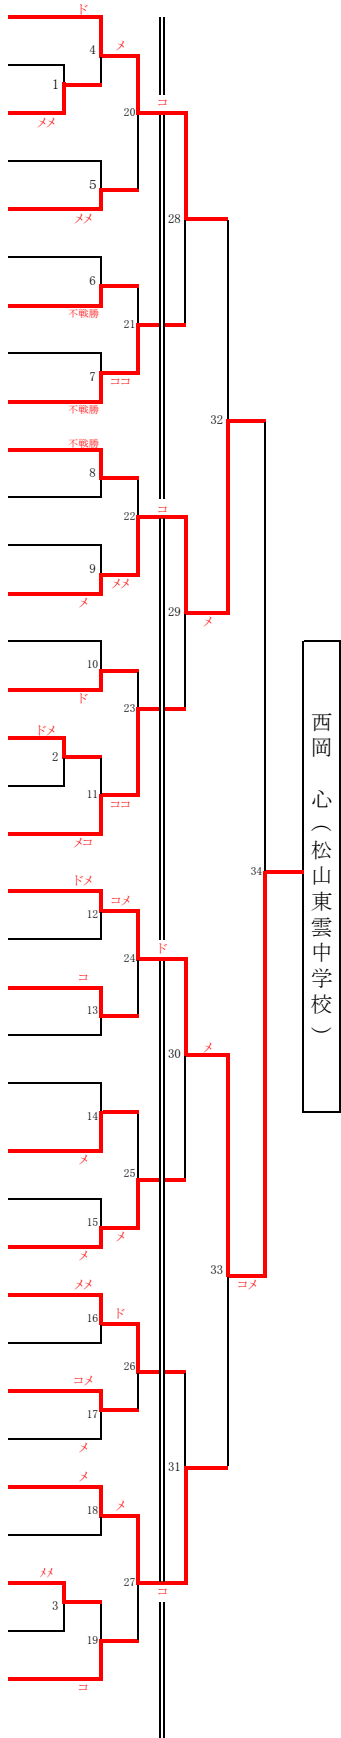 ド
4
メ
1
コ
20
メメ
5
メメ
28
6
不戦勝
21
7
ココ
不戦勝
32
不戦勝
8
コ
22
9
メメ
メ
29
メ
10
ド
23
ドメ
2
11
ココ
メコ
西岡　心(松山東雲中学校)
34
ドメ
コメ
12
ド
24
コ
13
メ
30
14
メ
25
15
メ
メ
33
メメ
コメ
ド
16
26
コメ
17
メ
31
メ
メ
18
メメ
27
コ
3
19
コ